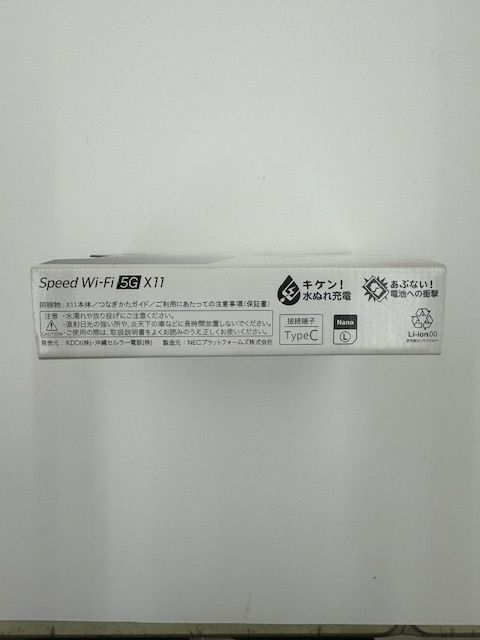 Speed Wi-Fi 5G X11
同梱物：X11本体／つなぎかたガイド／ご利用にあたっての注意事項（保証書）
注意
CAUTION
・水濡れや放り投げにご注意ください。
・直射日光の強い所や、炎天下の車などに長時間放置しないでください。
・ご使用の際は、取扱説明書をよくお読みのうえ正しくお使いください。
発売元：KDDI(株)・沖縄セルラー電話(株)　製造元：NECプラットフォームズ株式会社
キケン！
水ぬれ充電
あぶない！
電池への衝撃
接続端子
TypeC
Nano
L
Li-ion00